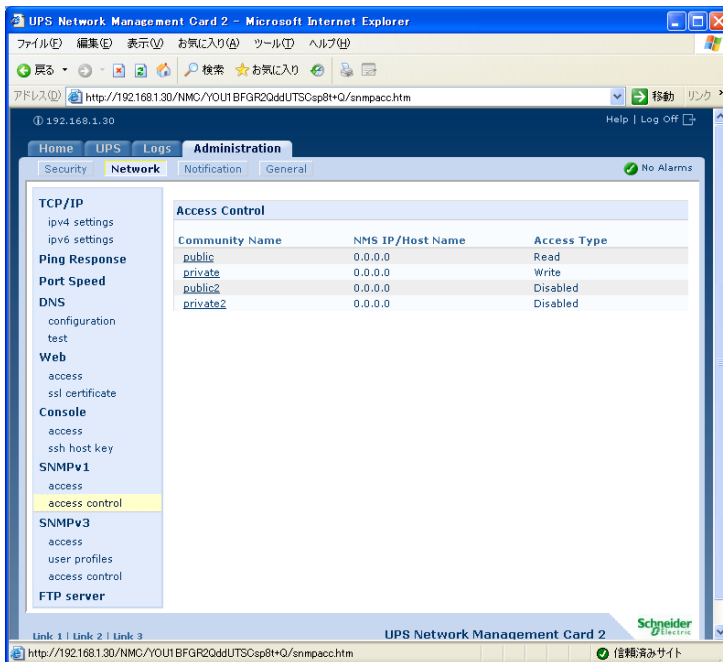 UPS Network Management Card 2 - Microsoft Internet Explorer
ファイル(F) 編集(E) 表示(V) お気に入り(A) ツール(T) ヘルプ(H)
戻る 検索 お気に入り
アドレス(D) http://192.168.1.30/NMC/YOU1BFGR2QddUTSCsp8t+Q/snmpacc.htm 移動 リンク »
192.168.1.30 Help | Log Off
Home UPS Logs Administration
Security Network Notification General No Alarms
TCP/IP
ipv4 settings
ipv6 settings
Ping Response
Port Speed
DNS
configuration
test
Web
access
ssl certificate
Console
access
ssh host key
SNMPv1
access
access control
SNMPv3
access
user profiles
access control
FTP server
Access Control
Community Name NMS IP/Host Name Access Type
public 0.0.0.0 Read
private 0.0.0.0 Write
public2 0.0.0.0 Disabled
private2 0.0.0.0 Disabled
Link 1 | Link 2 | Link 3
UPS Network Management Card 2
Schneider
Electric
http://192.168.1.30/NMC/YOU1BFGR2QddUTSCsp8t+Q/snmpacc.htm 信頼済みサイト